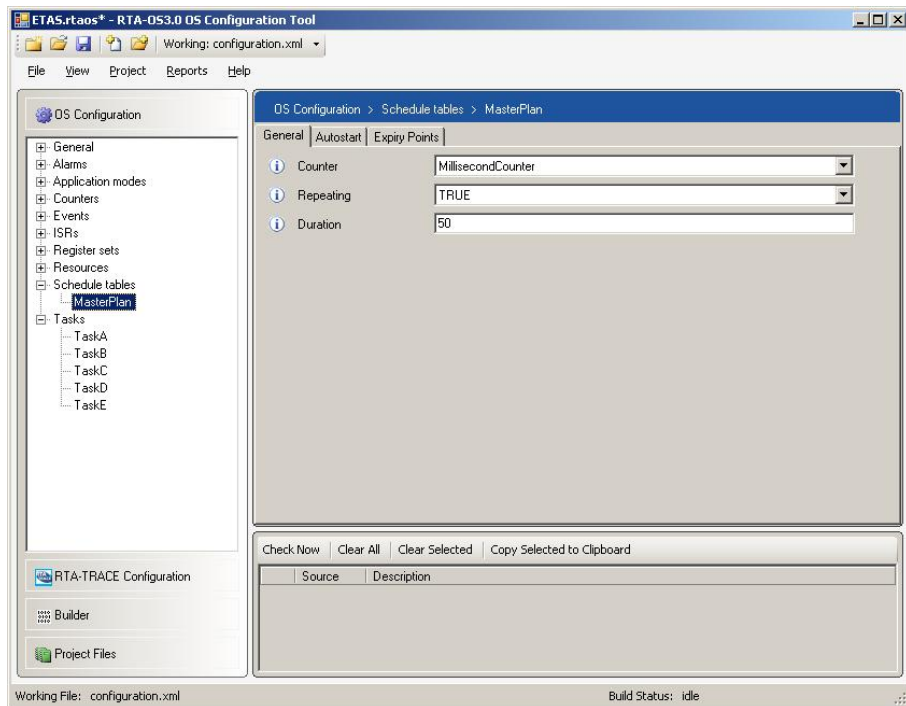 ETAS.rtaos* - RTA-OS3.0 OS Configuration Tool
Working: configuration.xml
File View Project Reports Help
OS Configuration
General
Alarms
Application modes
Counters
Events
ISRs
Register sets
Resources
Schedule tables
MasterPlan
Tasks
TaskA
TaskB
TaskC
TaskD
TaskE
RTA-TRACE Configuration
Builder
Project Files
OS Configuration > Schedule tables > MasterPlan
General Autostart Expiry Points
Counter MillisecondCounter
Repeating TRUE
Duration 50
Check Now Clear All Clear Selected Copy Selected to Clipboard
Source Description
Working File: configuration.xml Build Status: idle